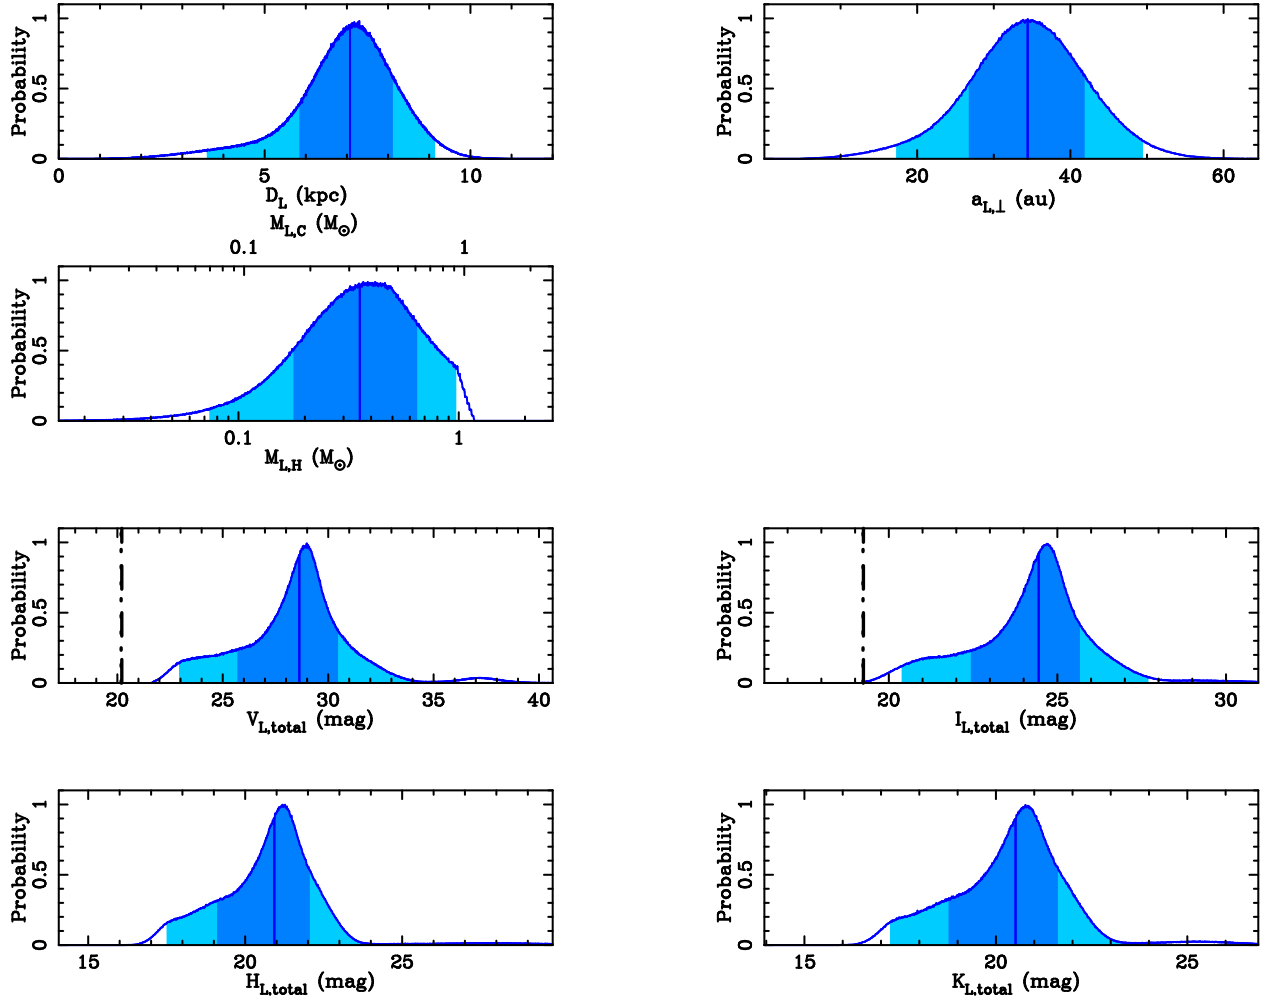 Probability
0 0.5 1
0 5 10
D_L (kpc)
Probability
0 0.5 1
20 40 60
a_L,⊥ (au)
M_L,C (M_⊙)
0.1 1
Probability
0 0.5 1
0.1 1
M_L,H (M_⊙)
Probability
0 0.5 1
20 25 30 35 40
V_L,total (mag)
Probability
0 0.5 1
20 25 30
I_L,total (mag)
Probability
0 0.5 1
15 20 25
H_L,total (mag)
Probability
0 0.5 1
15 20 25
K_L,total (mag)